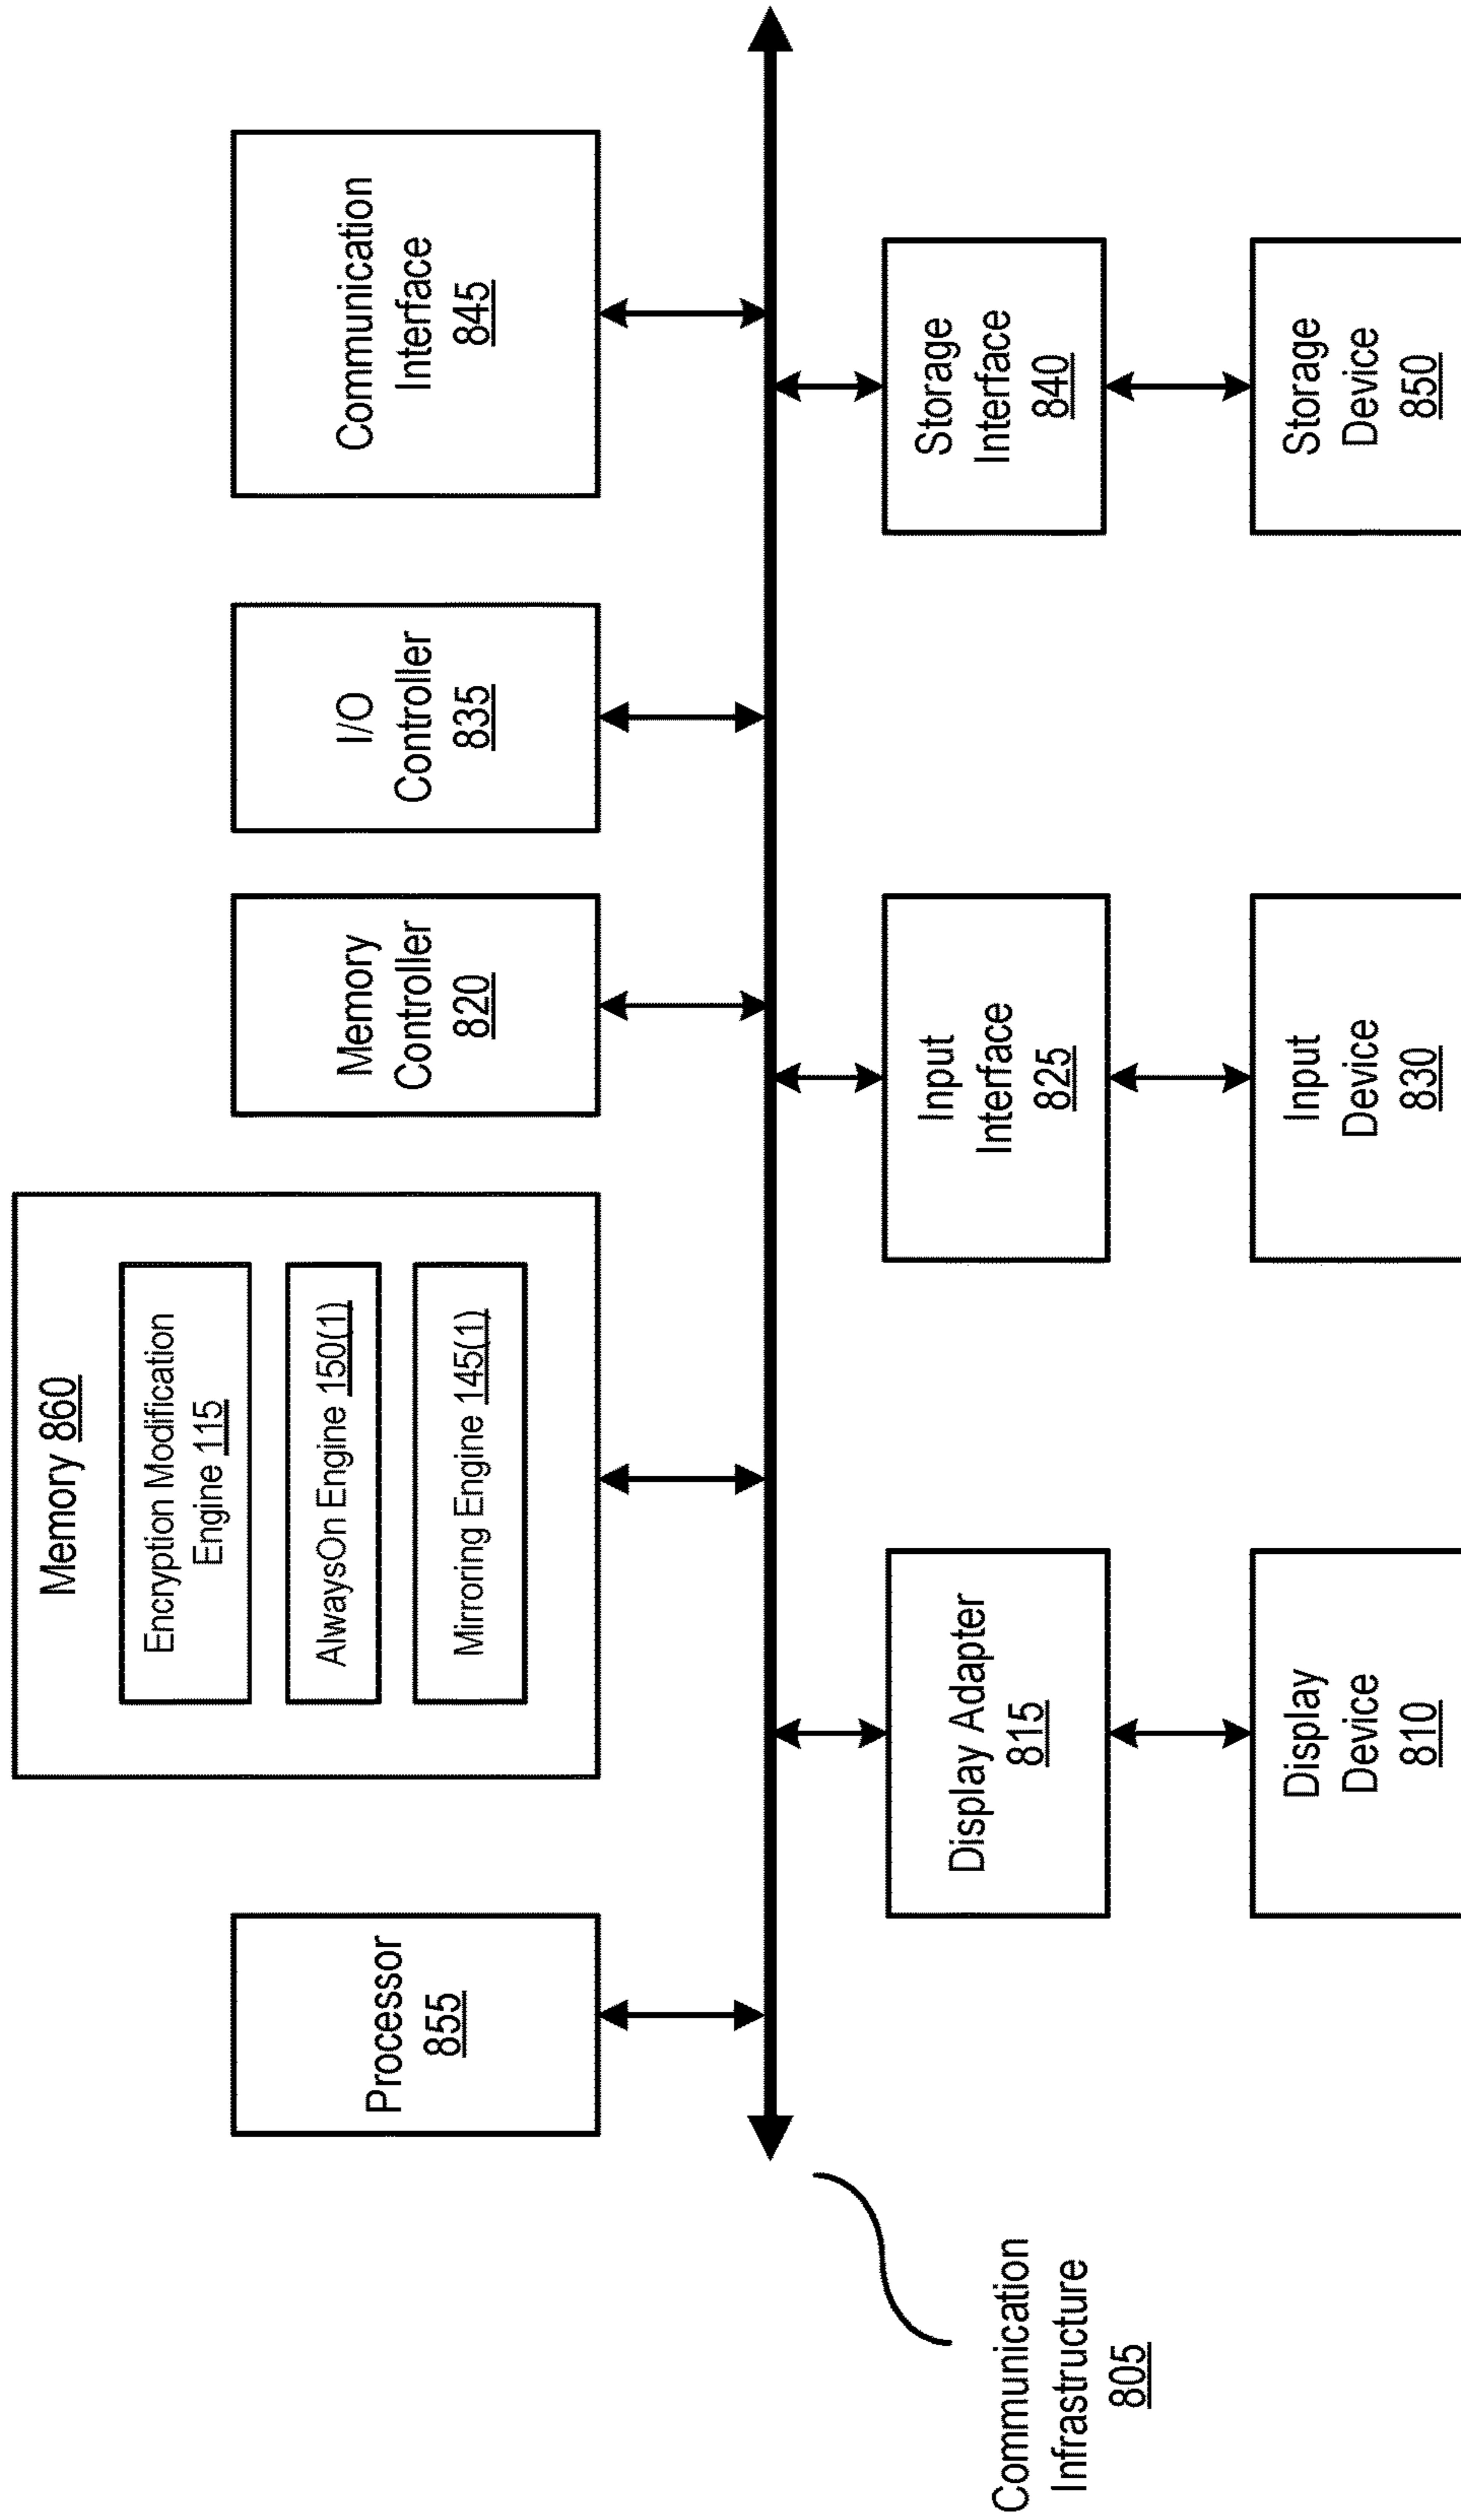 Memory 860
Encryption Modification
Engine 115
AlwaysOn Engine 150(1)
Mirroring Engine 145(1)
Processor
855
Memory
Controller
820
I/O
Controller
835
Communication
Interface
845
Communication
Infrastructure
805
Display Adapter
815
Input
Interface
825
Storage
Interface
840
Display
Device
810
Input
Device
830
Storage
Device
850